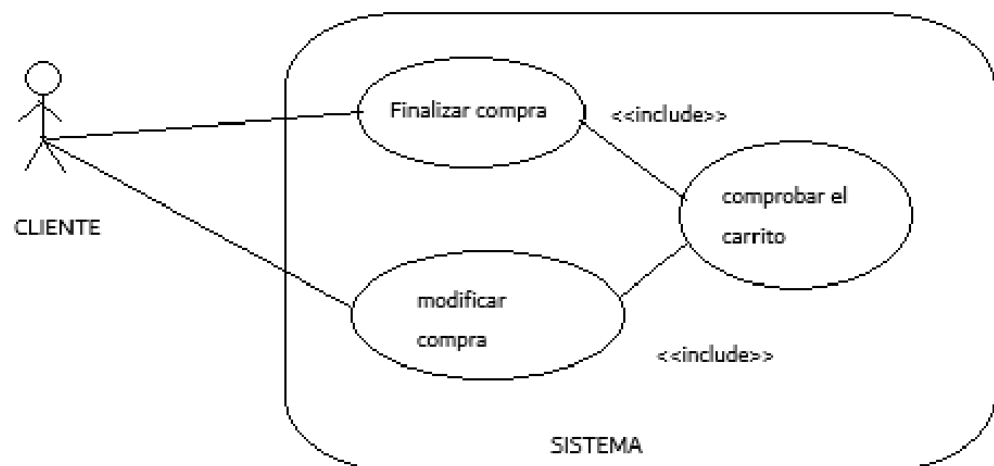 Finalizar compra
<<include>>
comprobar el
carrito
CLIENTE
modificar
compra
<<include>>
SISTEMA